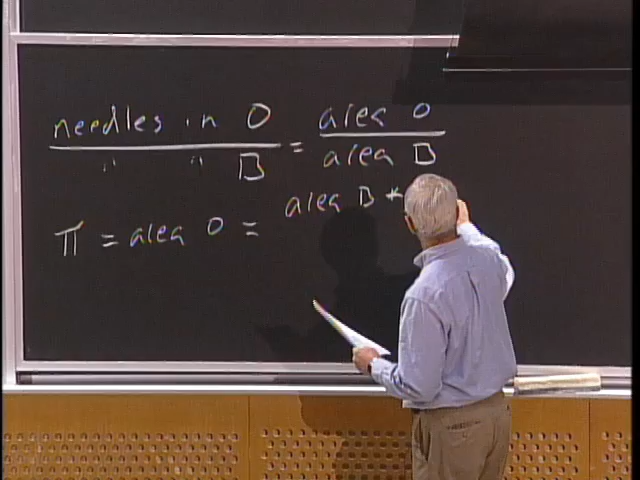 needles in O = area O
" " B area B
π = area O = area B *